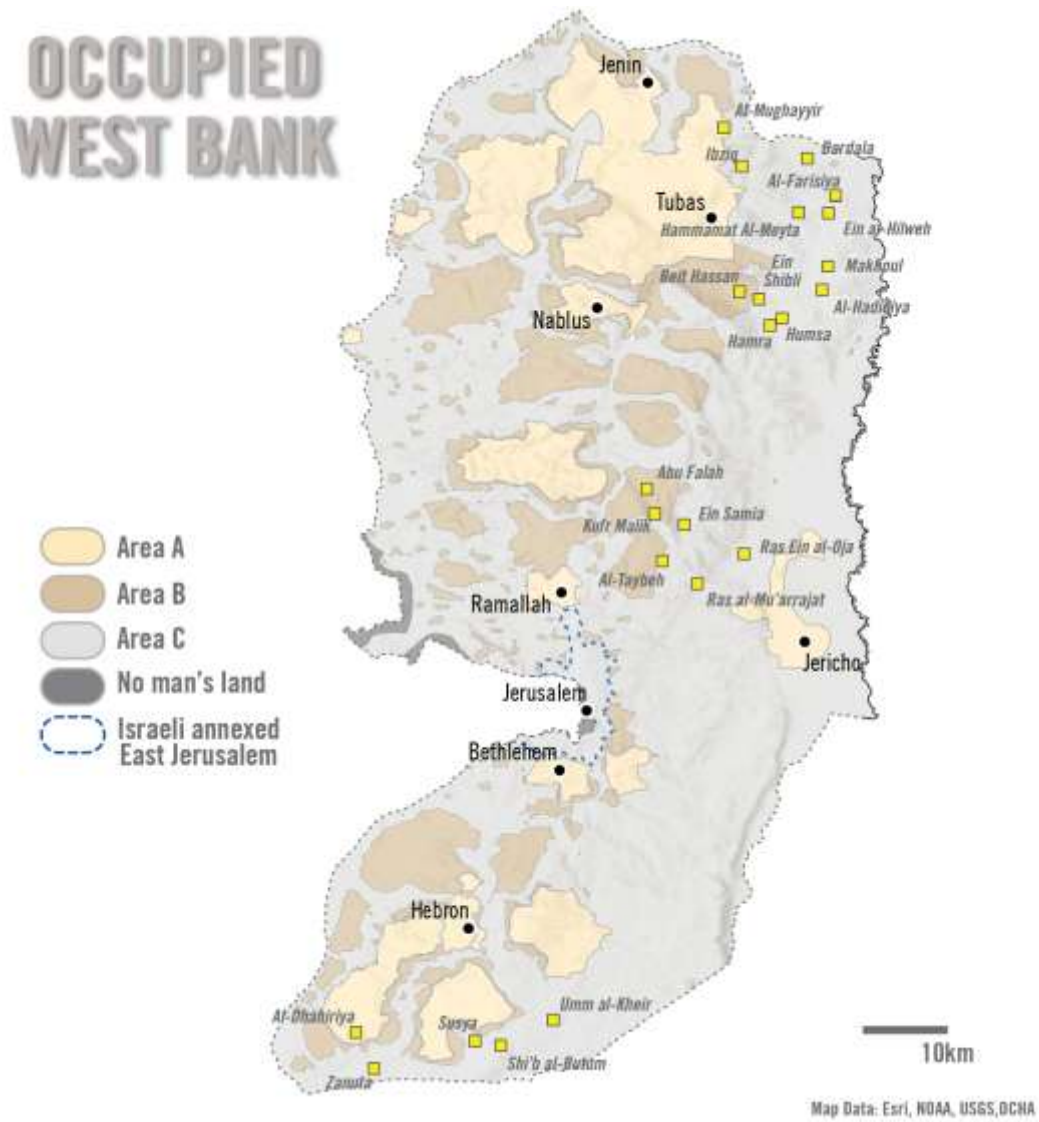 OCCUPIED
WEST BANK
Jenin
Al-Mughayyir
Ibziq
Bardala
Al-Farisiya
Tubas
Hammamat Al-Meyta
Ein al-Hilweh
Ein
Shibli
Makhoul
Beit Hassan
Al-Hadidiya
Nablus
Hamra
Humsa
Abu Falah
Kufr Malik
Ein Samia
Ras Ein al-Oja
Al-Taybeh
Ras al-Mu'arrajat
Ramallah
Jericho
Jerusalem
Bethlehem
Area A
Area B
Area C
No man's land
Israeli annexed
East Jerusalem
Hebron
Umm al-Kheir
Al-Dhahiriya
Susya
Shi'b al-Butum
Zanuta
10km
Map Data: Esri, NOAA, USGS,OCHA